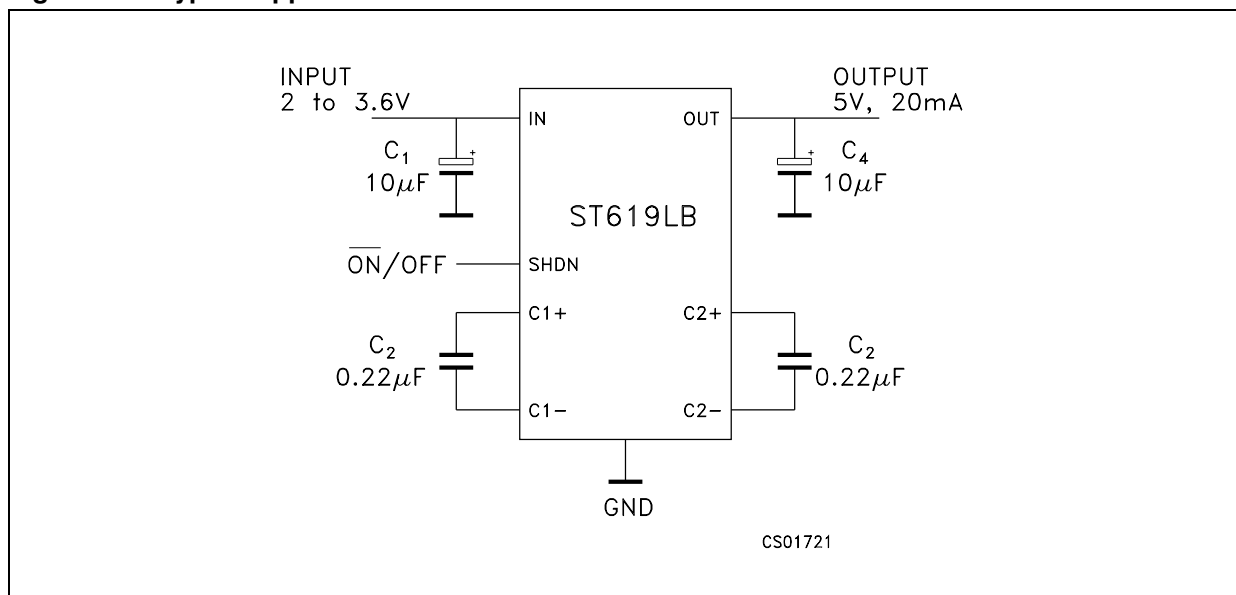 INPUT
2 to 3.6V
OUTPUT
5V, 20mA
IN
OUT
+
C₁
10μF
+
C₄
10μF
ST619LB
ON/OFF
SHDN
C1+
C2+
C₂
0.22μF
C₂
0.22μF
C1−
C2−
GND
CS01721